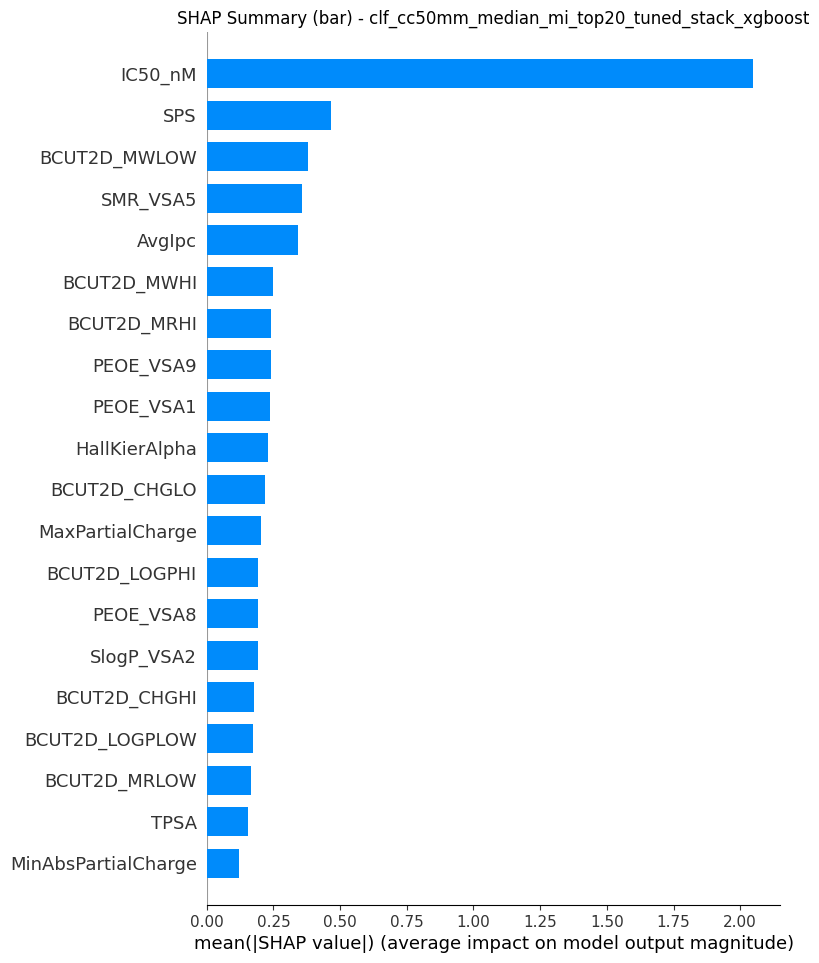 SHAP Summary (bar) - clf_cc50mm_median_mi_top20_tuned_stack_xgboost
IC50_nM
SPS
BCUT2D_MWLOW
SMR_VSA5
AvgIpc
BCUT2D_MWHI
BCUT2D_MRHI
PEOE_VSA9
PEOE_VSA1
HallKierAlpha
BCUT2D_CHGLO
MaxPartialCharge
BCUT2D_LOGPHI
PEOE_VSA8
SlogP_VSA2
BCUT2D_CHGHI
BCUT2D_LOGPLOW
BCUT2D_MRLOW
TPSA
MinAbsPartialCharge
0.00 0.25 0.50 0.75 1.00 1.25 1.50 1.75 2.00
mean(|SHAP value|) (average impact on model output magnitude)